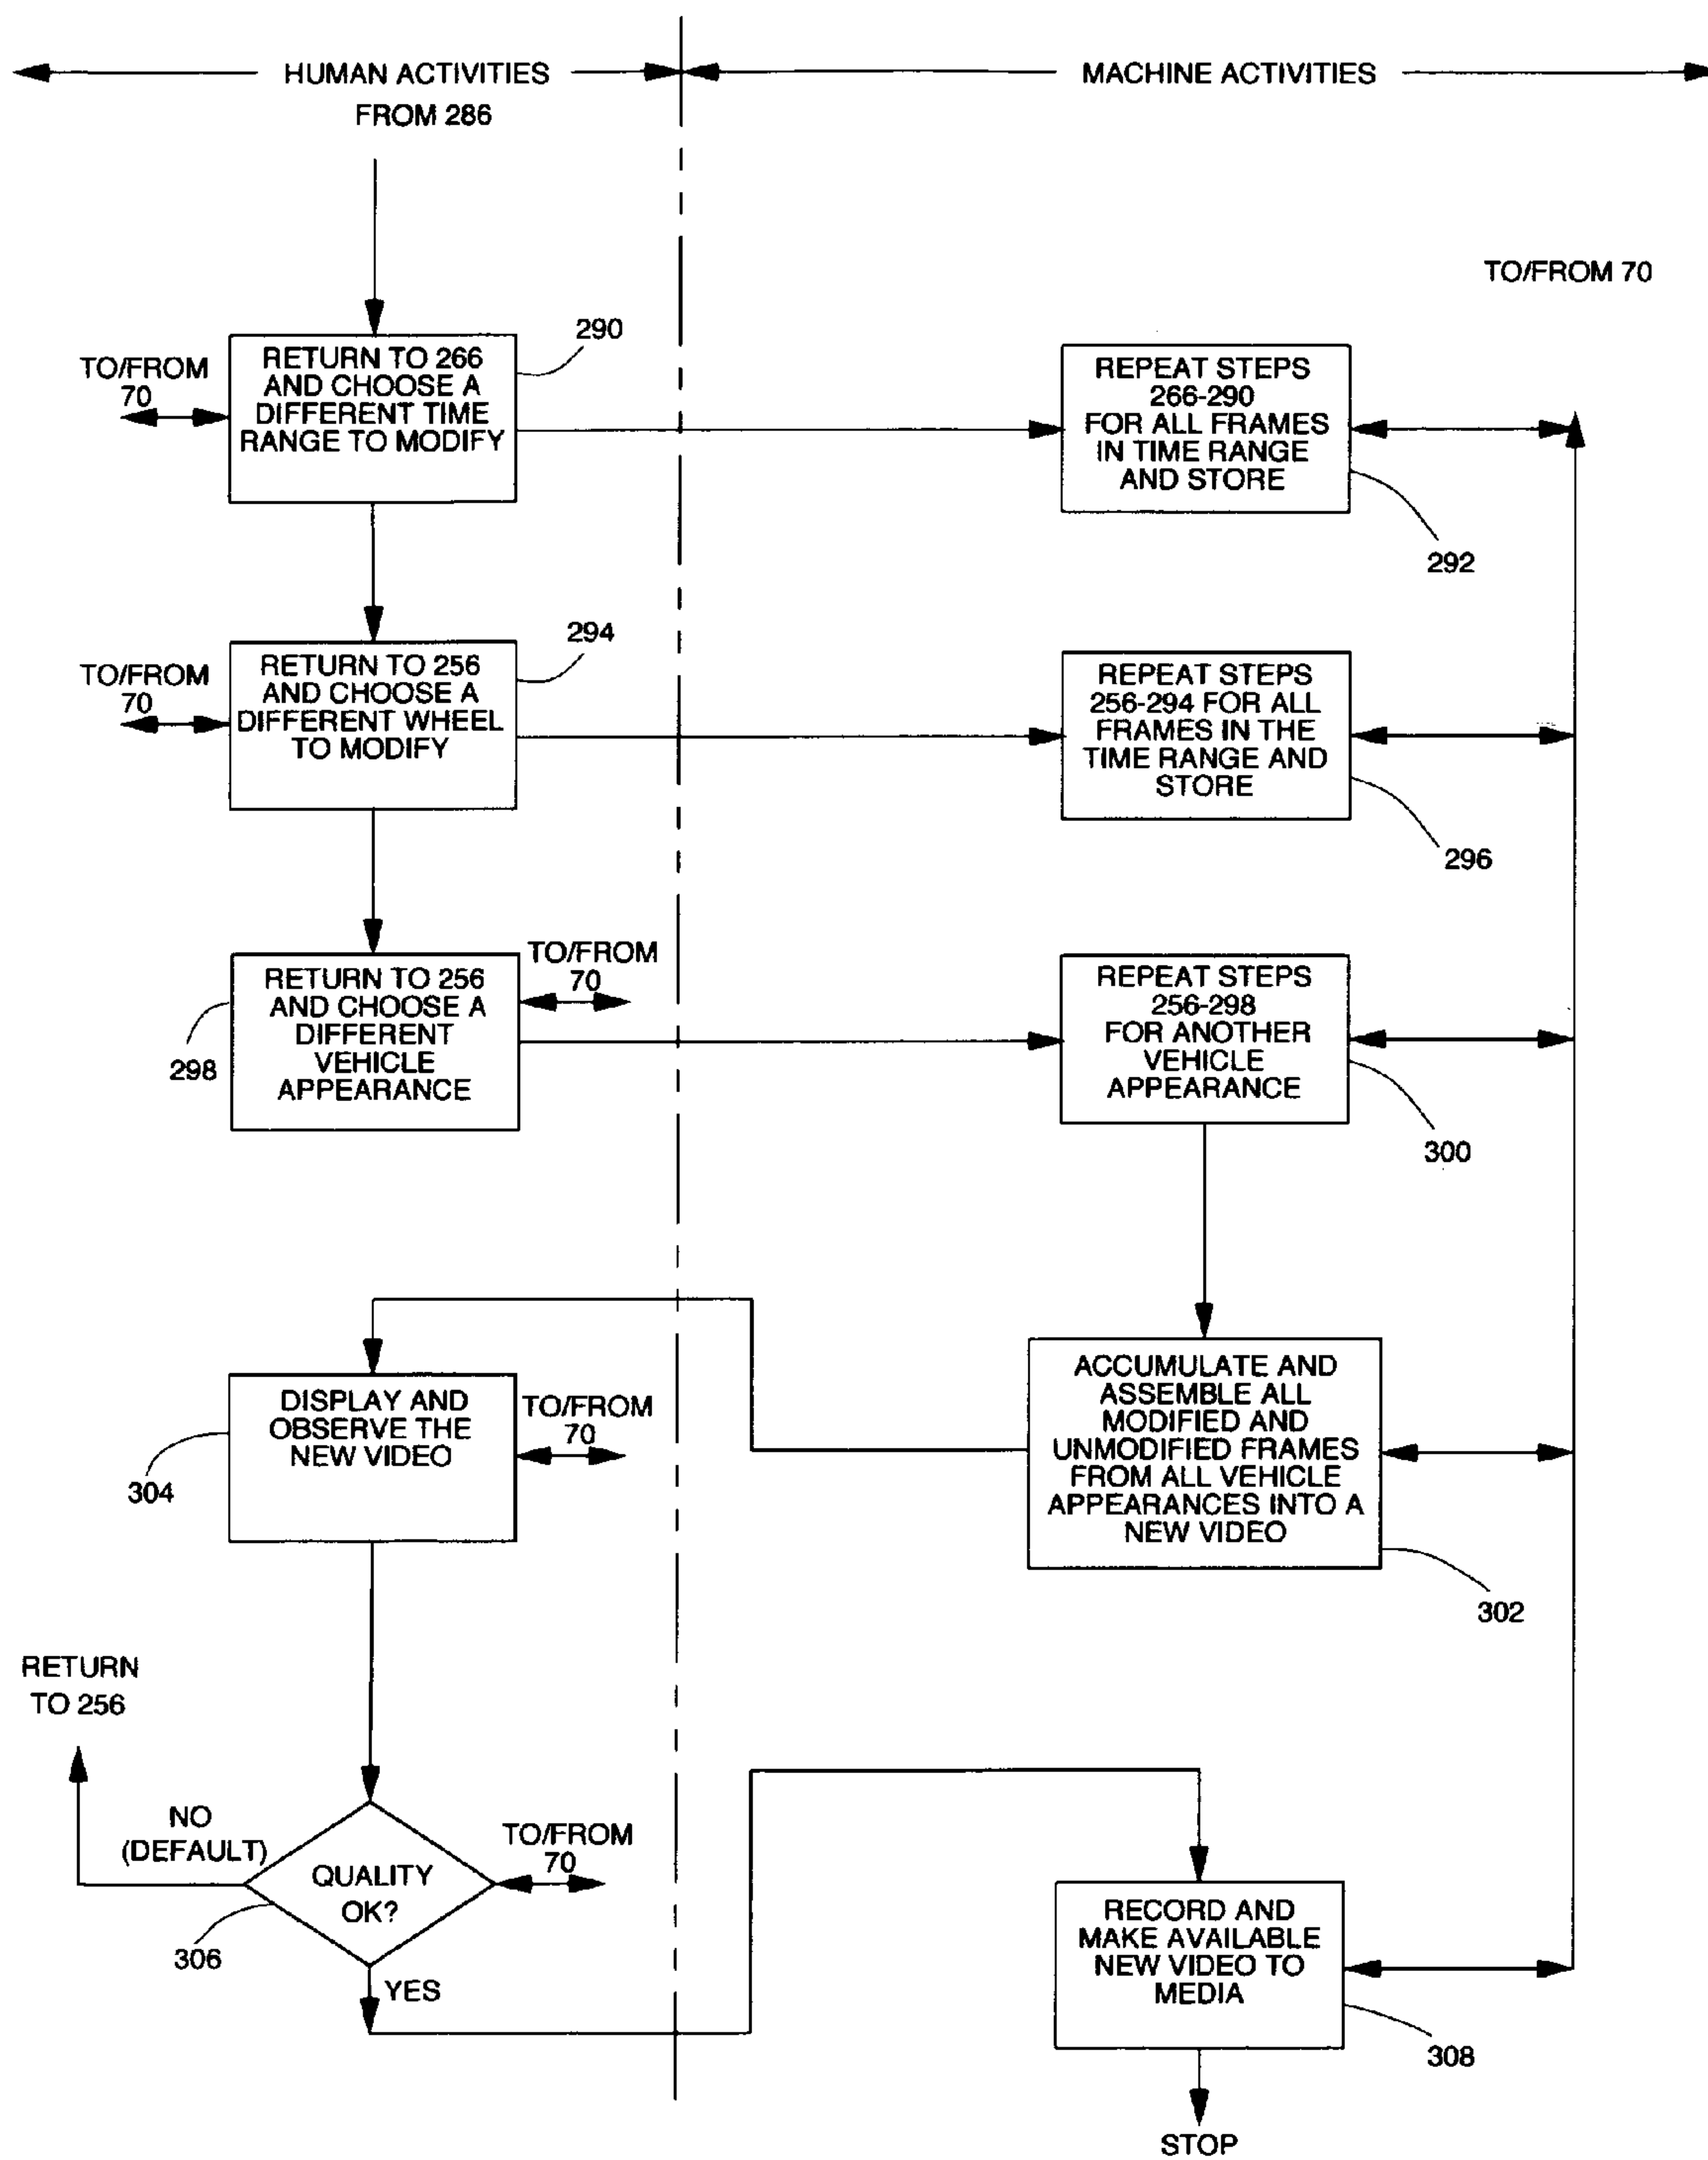 HUMAN ACTIVITIES
MACHINE ACTIVITIES
FROM 286
TO/FROM 70
290
TO/FROM
70
RETURN TO 266
AND CHOOSE A
DIFFERENT TIME
RANGE TO MODIFY
REPEAT STEPS
266-290
FOR ALL FRAMES
IN TIME RANGE
AND STORE
292
294
TO/FROM
70
RETURN TO 256
AND CHOOSE A
DIFFERENT WHEEL
TO MODIFY
REPEAT STEPS
256-294 FOR ALL
FRAMES IN THE
TIME RANGE AND
STORE
296
RETURN TO 256
AND CHOOSE A
DIFFERENT
VEHICLE
APPEARANCE
TO/FROM
70
298
REPEAT STEPS
256-298
FOR ANOTHER
VEHICLE
APPEARANCE
300
DISPLAY AND
OBSERVE THE
NEW VIDEO
TO/FROM
70
304
ACCUMULATE AND
ASSEMBLE ALL
MODIFIED AND
UNMODIFIED FRAMES
FROM ALL VEHICLE
APPEARANCES INTO A
NEW VIDEO
302
RETURN
TO 256
NO
(DEFAULT)
QUALITY
OK?
TO/FROM
70
306
YES
RECORD AND
MAKE AVAILABLE
NEW VIDEO TO
MEDIA
308
STOP